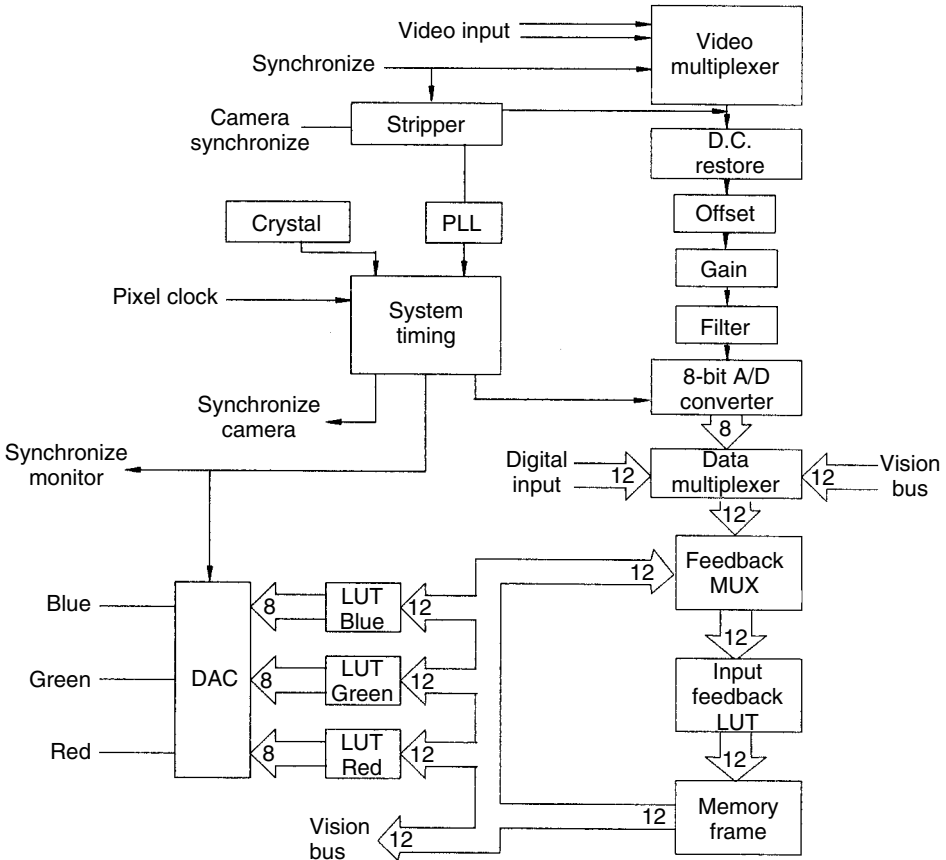 Video input
Video
multiplexer
Synchronize
Camera
synchronize
Stripper
D.C.
restore
Crystal
PLL
Offset
Gain
Pixel clock
System
timing
Filter
8-bit A/D
converter
Synchronize
camera
8
Synchronize
monitor
Digital
input
12
Data
multiplexer
12
Vision
bus
12
Feedback
MUX
12
Blue
DAC
8
LUT
Blue
12
12
Green
8
LUT
Green
12
Input
feedback
LUT
Red
8
LUT
Red
12
12
Vision
bus
12
12
Memory
frame